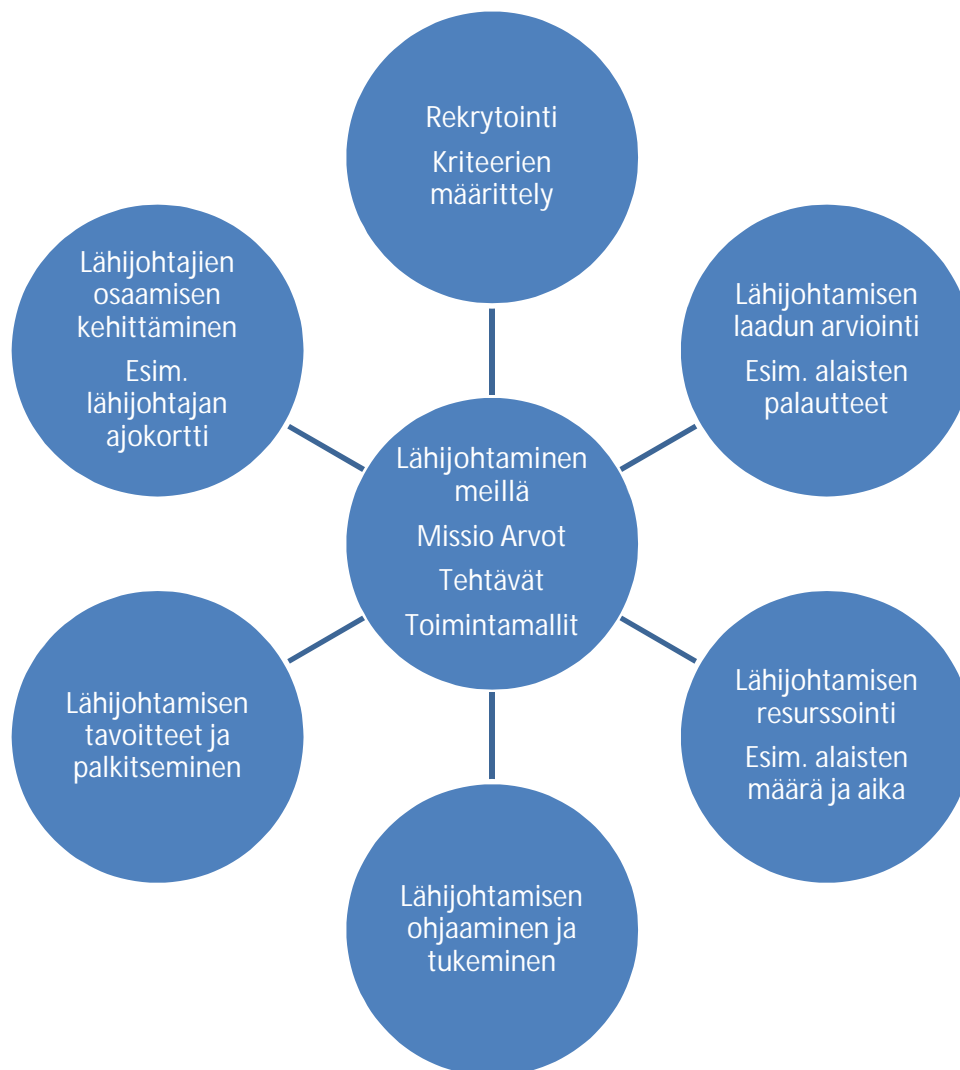 Rekrytointi
Kriteerien
määrittely
Lähijohtajien
osaamisen
kehittäminen
Esim.
lähijohtajan
ajokortti
Lähijohtamisen
laadun arviointi
Esim. alaisten
palautteet
Lähijohtaminen
meillä
Missio Arvot
Tehtävät
Toimintamallit
Lähijohtamisen
tavoitteet ja
palkitseminen
Lähijohtamisen
resurssointi
Esim. alaisten
määrä ja aika
Lähijohtamisen
ohjaaminen ja
tukeminen